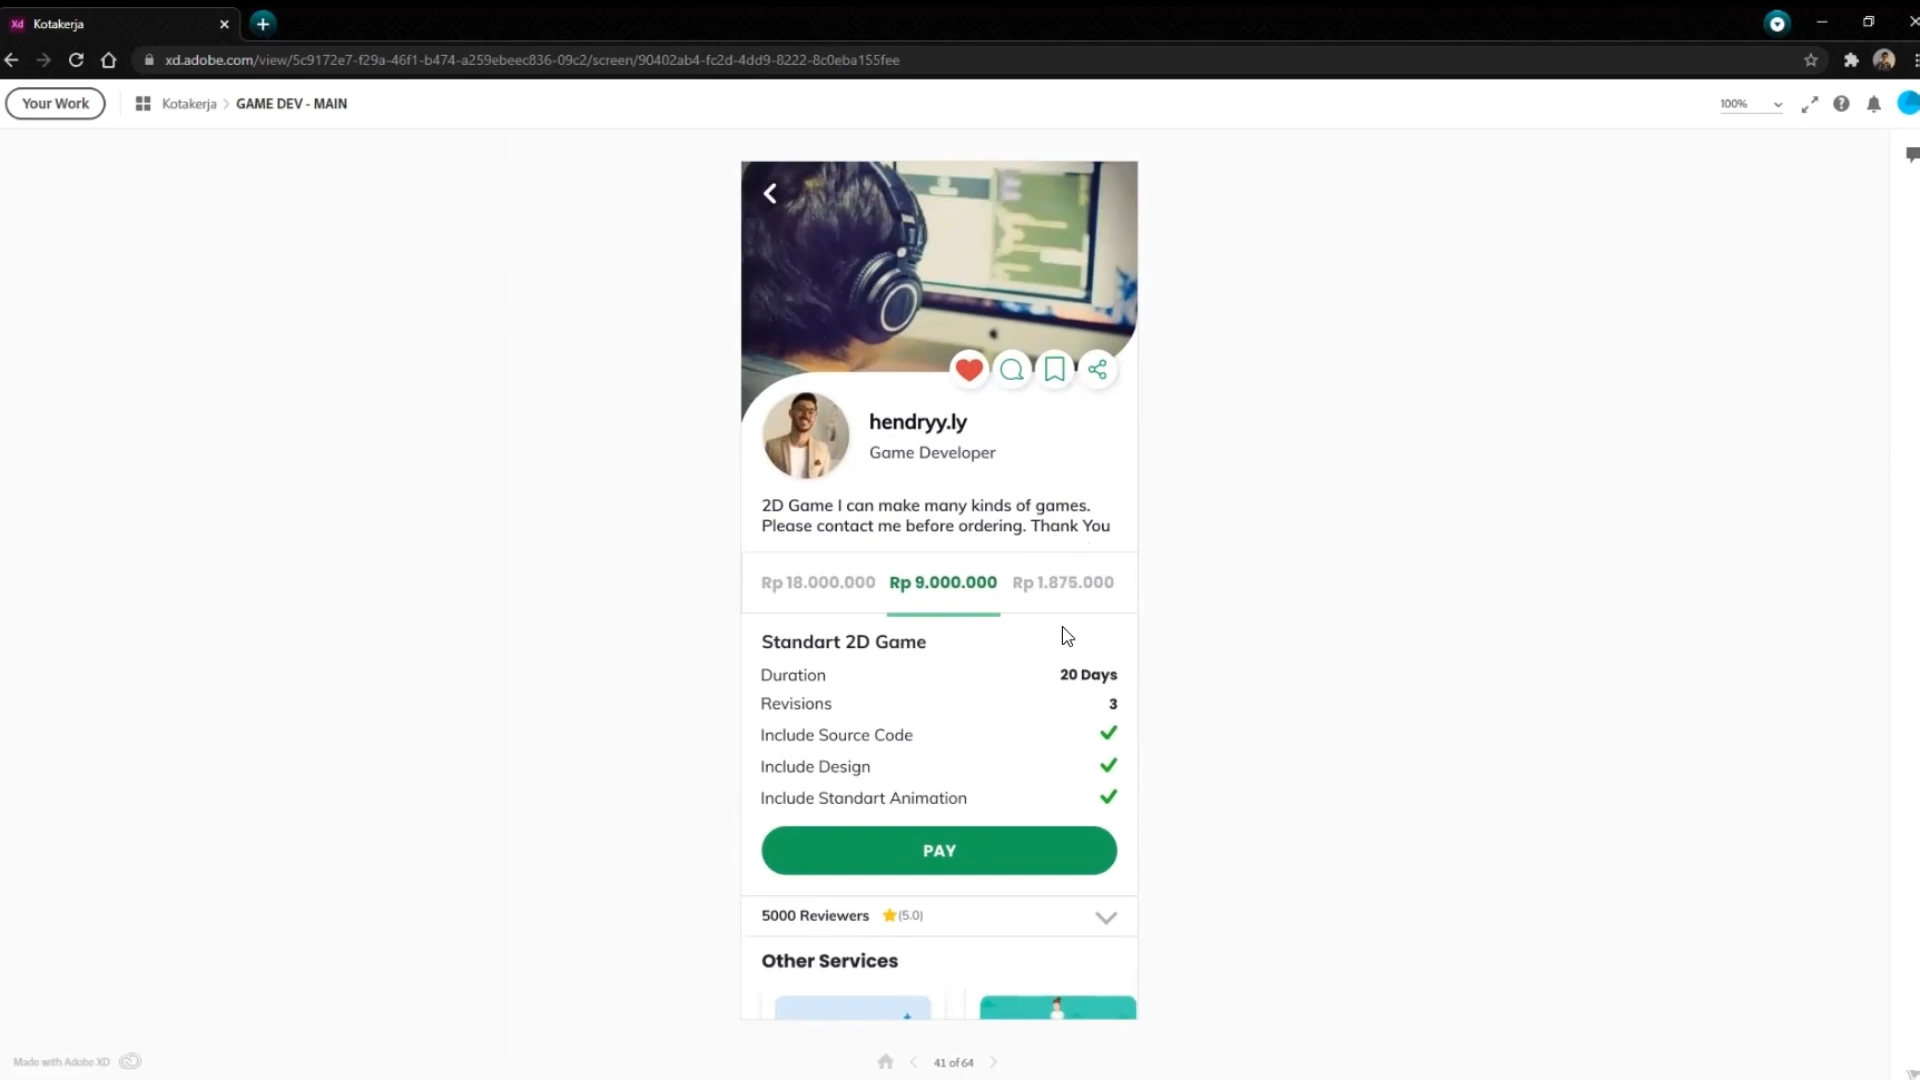 Xd Kotakerja
xd.adobe.com/view/5c9172e7-f29a-46f1-b474-a259ebeec836-09c2/screen/90402ab4-fc2d-4dd9-8222-8c0eba155fee
Your Work
Kotakerja > GAME DEV - MAIN
100%
hendryy.ly
Game Developer
2D Game I can make many kinds of games.
Please contact me before ordering. Thank You
Rp 18.000.000 Rp 9.000.000 Rp 1.875.000
Standart 2D Game
Duration 20 Days
Revisions 3
Include Source Code
Include Design
Include Standart Animation
PAY
5000 Reviewers (5.0)
Other Services
Made with Adobe XD
41 of 64